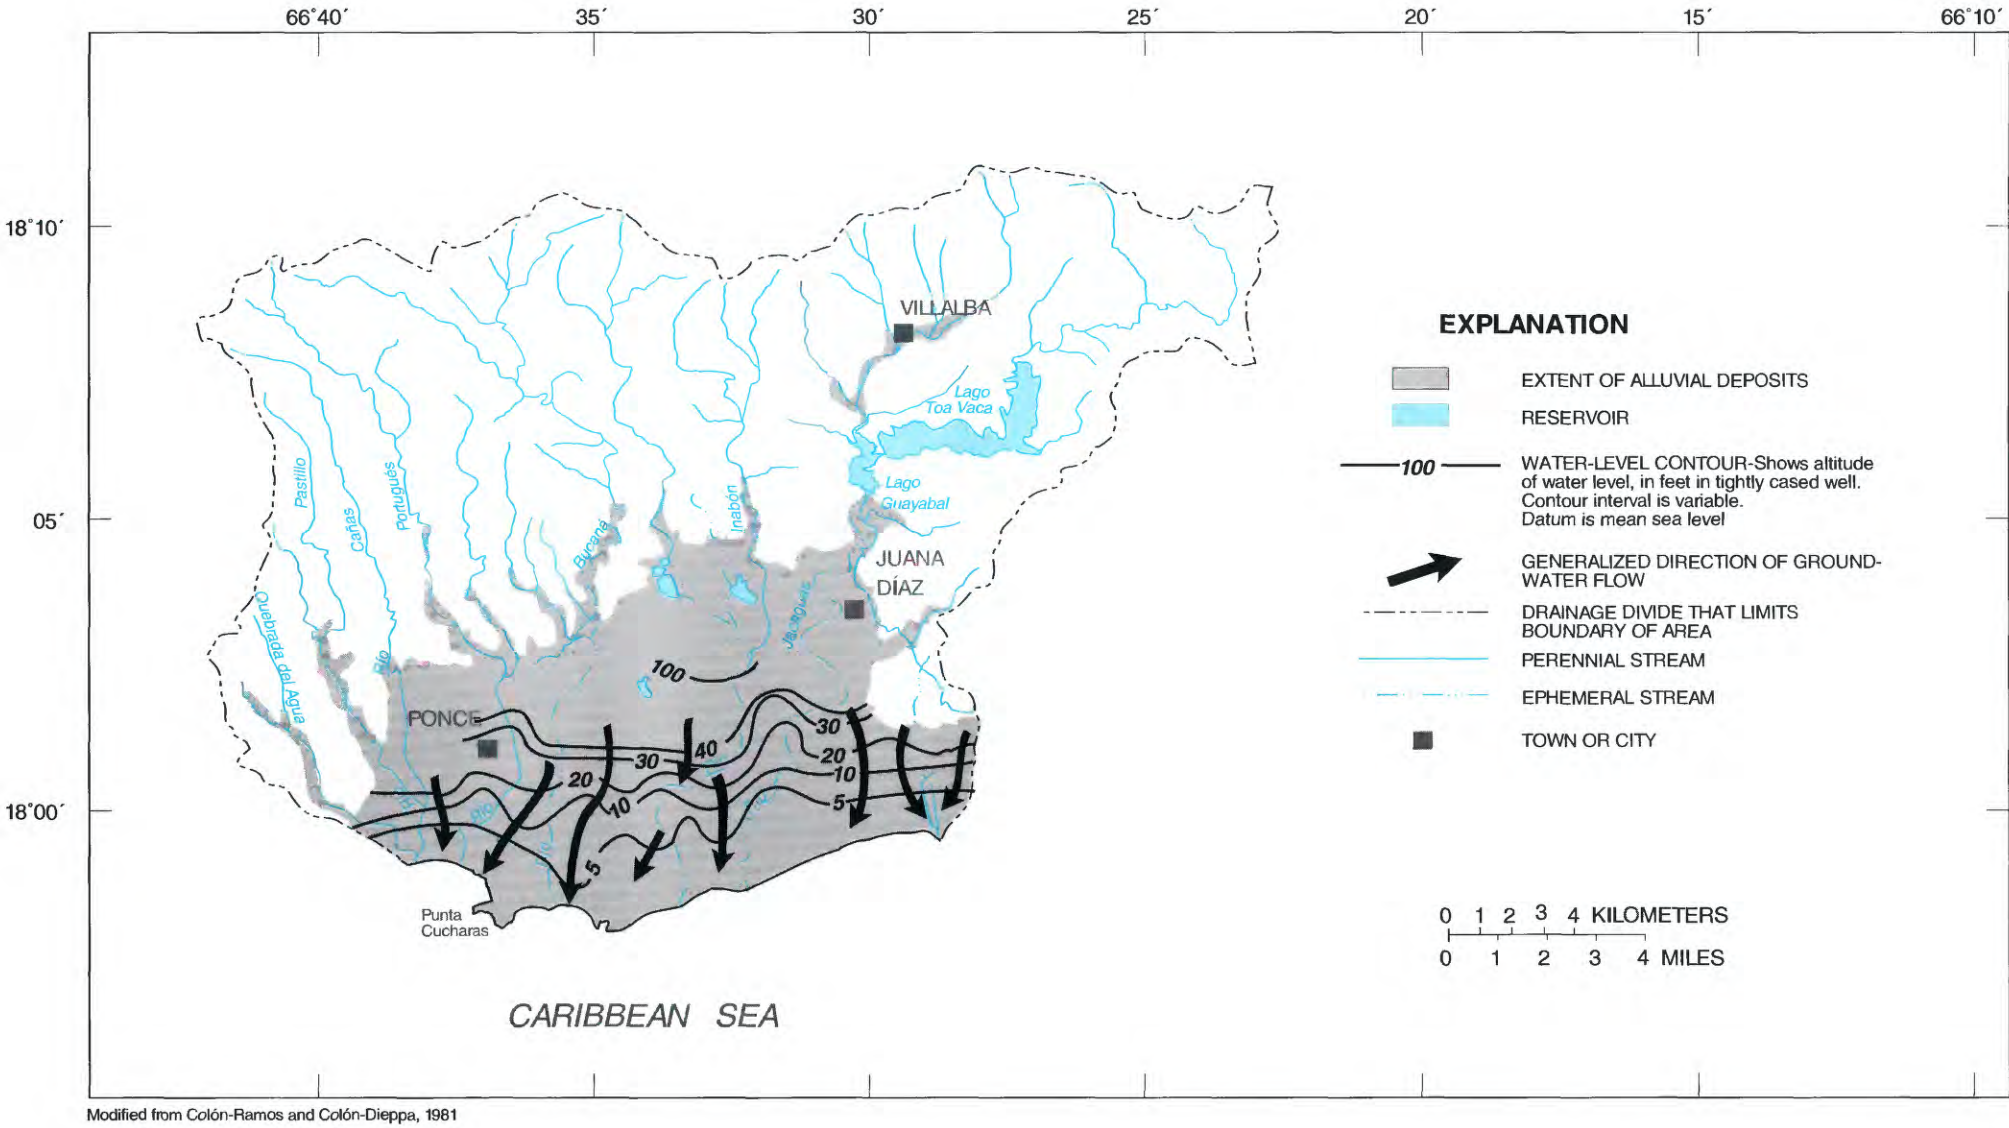 66°40′ 35′ 30′ 25′ 20′ 15′ 66°10′
18°10′
05′
18°00′
VILLALBA
Lago
Toa Vaca
Lago
Guayabal
JUANA
DÍAZ
Pastillo
Cañas
Portugués
Bucaná
Inabón
Jacaguas
Quebrada del Agua
Río
Río
PONCE
100
40
30
30
20
20
10
10
5
5
Punta
Cucharas
CARIBBEAN SEA
EXPLANATION
EXTENT OF ALLUVIAL DEPOSITS
RESERVOIR
100
WATER-LEVEL CONTOUR-Shows altitude
of water level, in feet in tightly cased well.
Contour interval is variable.
Datum is mean sea level
GENERALIZED DIRECTION OF GROUND-
WATER FLOW
DRAINAGE DIVIDE THAT LIMITS
BOUNDARY OF AREA
PERENNIAL STREAM
EPHEMERAL STREAM
TOWN OR CITY
0 1 2 3 4 KILOMETERS
0 1 2 3 4 MILES
Modified from Colón-Ramos and Colón-Dieppa, 1981